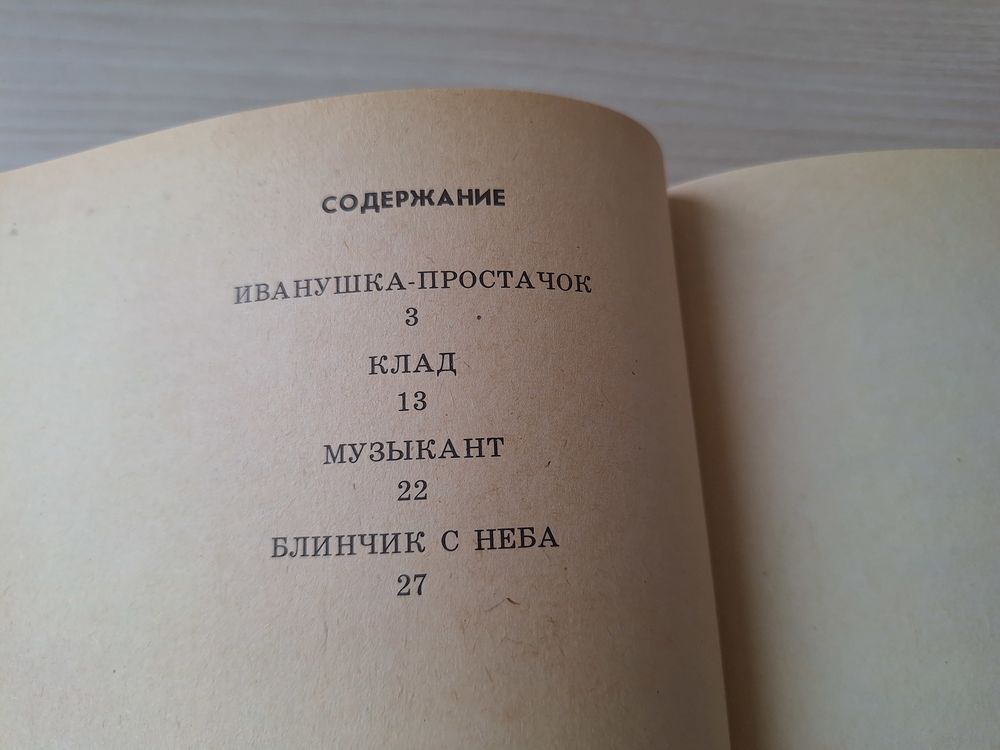 СОДЕРЖАНИЕ
ИВАНУШКА-ПРОСТАЧОК
3
КЛАД
13
МУЗЫКАНТ
22
БЛИНЧИК С НЕБА
27